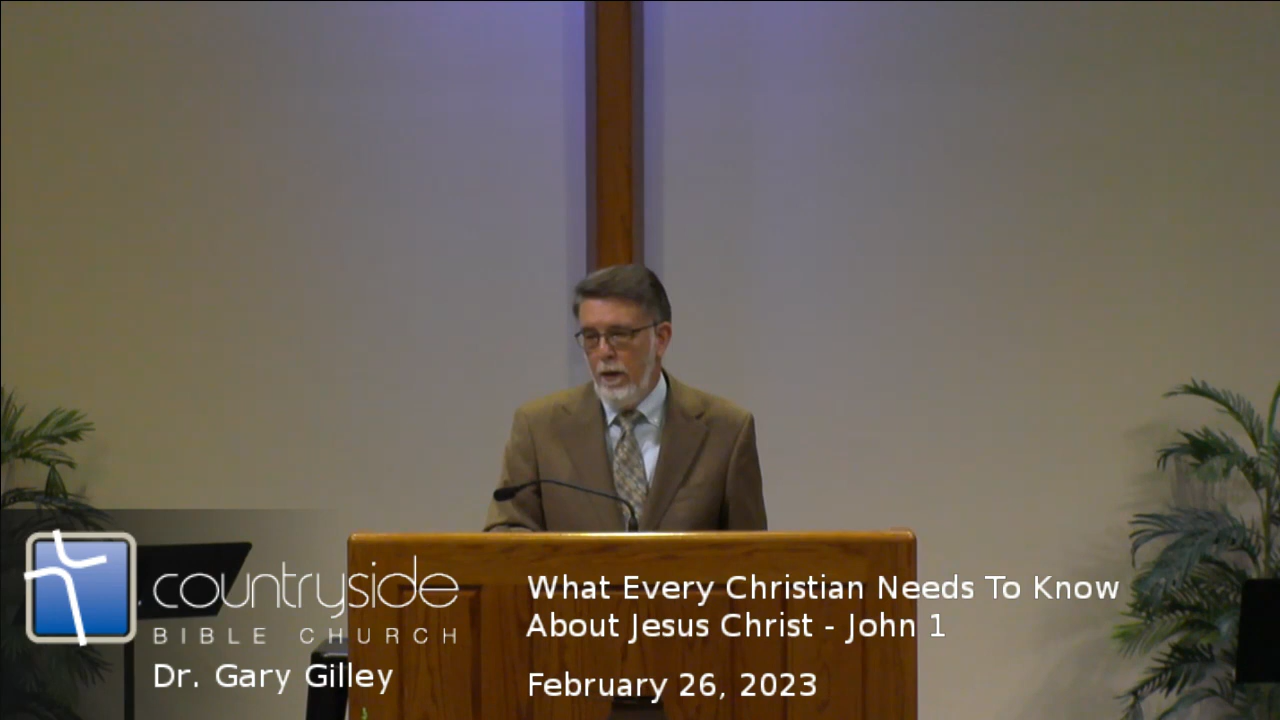 countryside
BIBLE CHURCH
Dr. Gary Gilley
What Every Christian Needs To Know
About Jesus Christ - John 1
February 26, 2023